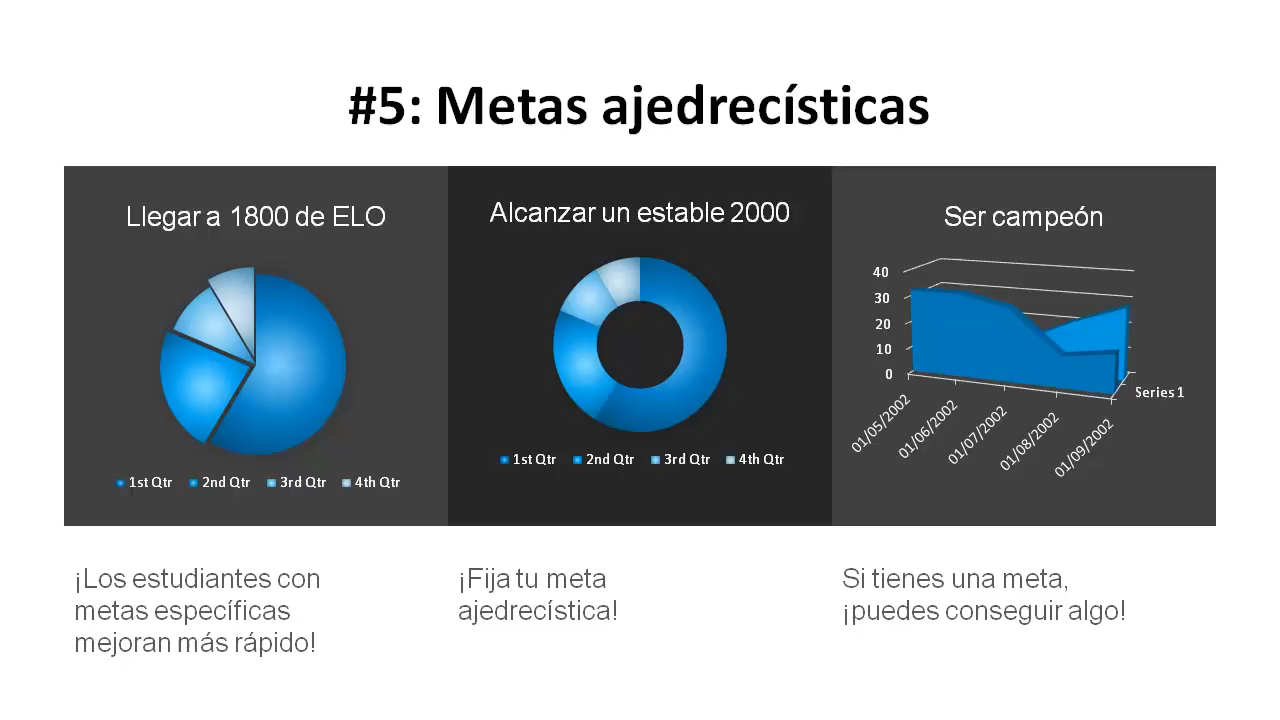 #5: Metas ajedrecísticas
Llegar a 1800 de ELO
1st Qtr 2nd Qtr 3rd Qtr 4th Qtr
Alcanzar un estable 2000
1st Qtr 2nd Qtr 3rd Qtr 4th Qtr
Ser campeón
40
30
20
10
0
Series 1
01/05/2002
01/06/2002
01/07/2002
01/08/2002
01/09/2002
¡Los estudiantes con
metas específicas
mejoran más rápido!
¡Fija tu meta
ajedrecística!
Si tienes una meta,
¡puedes conseguir algo!